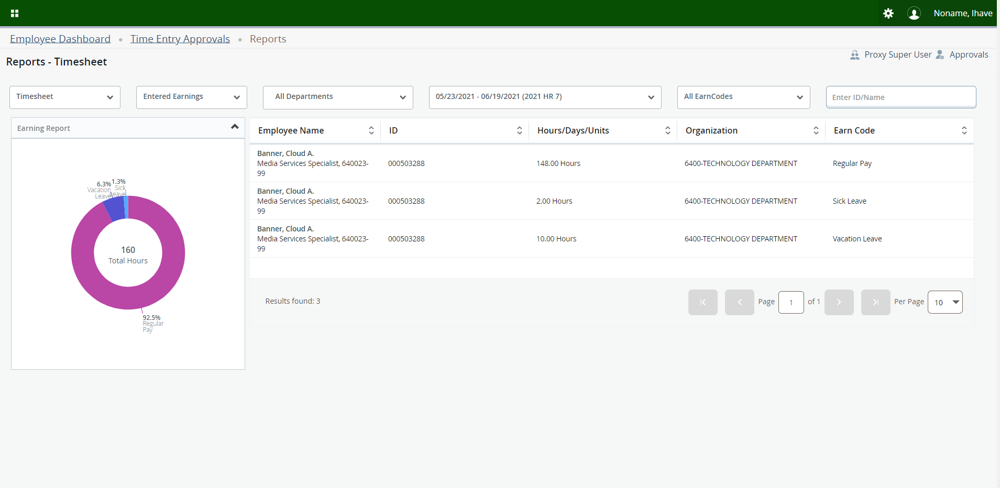 Noname, Ihave
Employee Dashboard • Time Entry Approvals • Reports
Reports - Timesheet
Proxy Super User Approvals
Timesheet
Entered Earnings
All Departments
05/23/2021 - 06/19/2021 (2021 HR 7)
All EarnCodes
Enter ID/Name
Earning Report
6.3%
Vacation
Leave
1.3%
Sick
Leave
160
Total Hours
92.5%
Regular
Pay
Employee Name ID Hours/Days/Units Organization Earn Code
Banner, Cloud A.
Media Services Specialist, 640023-
99
000503288
148.00 Hours
6400-TECHNOLOGY DEPARTMENT
Regular Pay
Banner, Cloud A.
Media Services Specialist, 640023-
99
000503288
2.00 Hours
6400-TECHNOLOGY DEPARTMENT
Sick Leave
Banner, Cloud A.
Media Services Specialist, 640023-
99
000503288
10.00 Hours
6400-TECHNOLOGY DEPARTMENT
Vacation Leave
Results found: 3
Page 1 of 1
Per Page 10